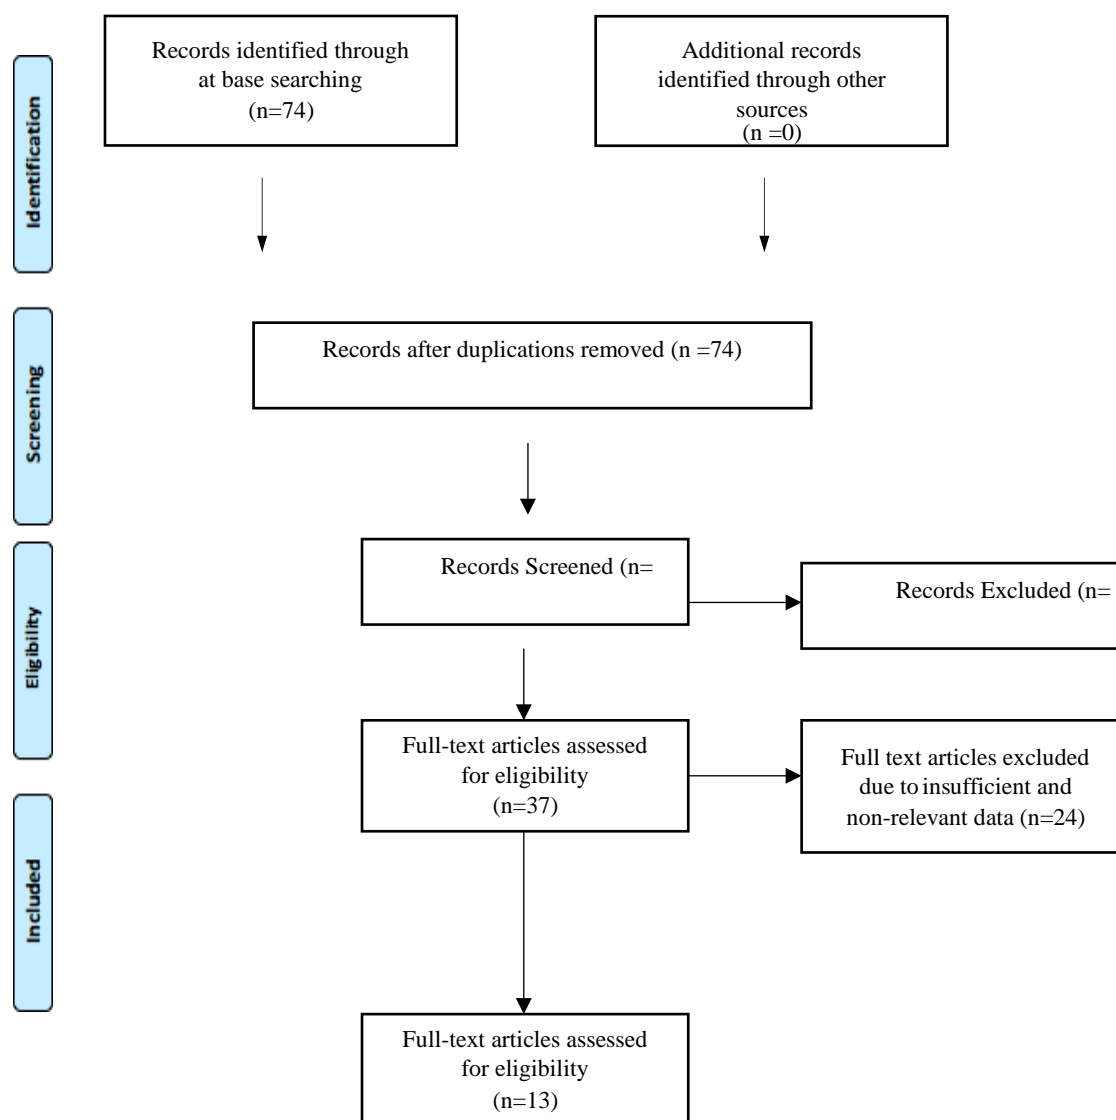 Records identified through
at base searching
(n=74)
Additional records
identified through other
sources
(n =0)
Identification
Records after duplications removed (n =74)
Screening
Records Screened (n=
Records Excluded (n=
Eligibility
Full-text articles assessed
for eligibility
(n=37)
Full text articles excluded
due to insufficient and
non-relevant data (n=24)
Included
Full-text articles assessed
for eligibility
(n=13)